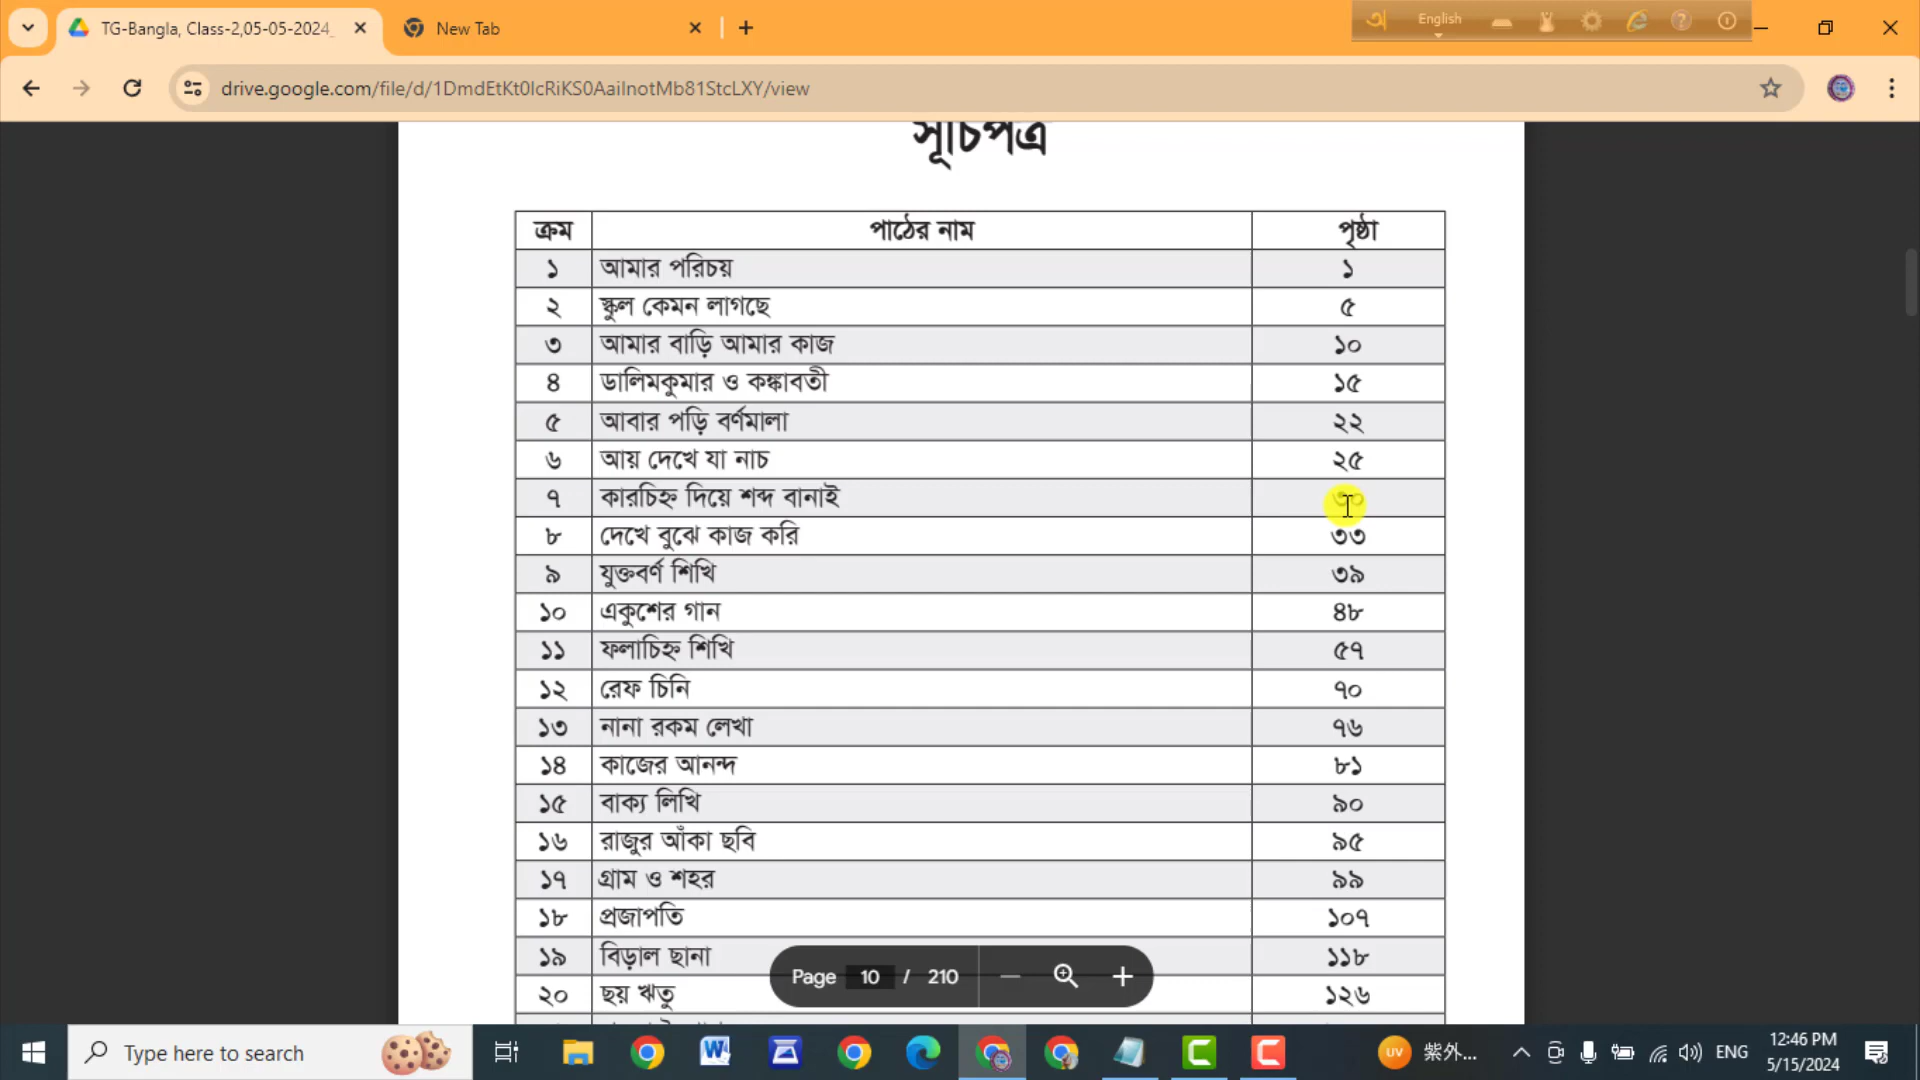 TG-Bangla, Class-2,05-05-2024_
New Tab
English
drive.google.com/file/d/1DmdEtKt0lcRiKS0AailnotMb81StcLXY/view
সূচিপত্র
ক্রম পাঠের নাম পৃষ্ঠা
১ আমার পরিচয় ১
২ স্কুল কেমন লাগছে ৫
৩ আমার বাড়ি আমার কাজ ১০
৪ ডালিমকুমার ও কঙ্কাবতী ১৫
৫ আবার পড়ি বর্ণমালা ২২
৬ আয় দেখে যা নাচ ২৫
৭ কারচিহ্ন দিয়ে শব্দ বানাই ৩০
৮ দেখে বুঝে কাজ করি ৩৩
৯ যুক্তবর্ণ শিখি ৩৯
১০ একুশের গান ৪৮
১১ ফলাচিহ্ন শিখি ৫৭
১২ রেফ চিনি ৭০
১৩ নানা রকম লেখা ৭৬
১৪ কাজের আনন্দ ৮১
১৫ বাক্য লিখি ৯০
১৬ রাজুর আঁকা ছবি ৯৫
১৭ গ্রাম ও শহর ৯৯
১৮ প্রজাপতি ১০৭
১৯ বিড়াল ছানা ১১৮
২০ ছয় ঋতু ১২৬
Page 10 / 210
Type here to search
UV 紫外...
ENG
12:46 PM
5/15/2024